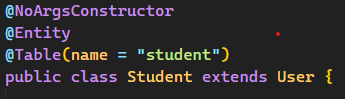 @NoArgsConstructor
@Entity
@Table(name = "student")
public class Student extends User {